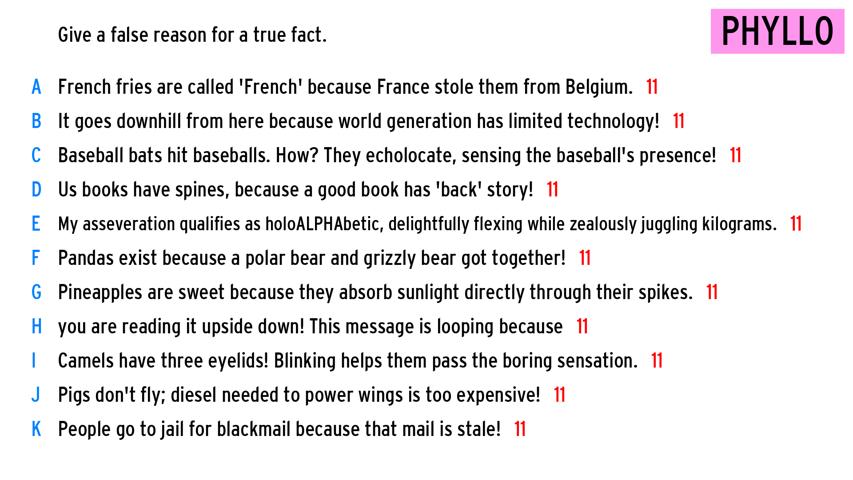 Give a false reason for a true fact.
PHYLLO
A French fries are called 'French' because France stole them from Belgium. 11
B It goes downhill from here because world generation has limited technology! 11
C Baseball bats hit baseballs. How? They echolocate, sensing the baseball's presence! 11
D Us books have spines, because a good book has 'back' story! 11
E My asseveration qualifies as holoALPHAbetic, delightfully flexing while zealously juggling kilograms. 11
F Pandas exist because a polar bear and grizzly bear got together! 11
G Pineapples are sweet because they absorb sunlight directly through their spikes. 11
H you are reading it upside down! This message is looping because 11
I Camels have three eyelids! Blinking helps them pass the boring sensation. 11
J Pigs don't fly; diesel needed to power wings is too expensive! 11
K People go to jail for blackmail because that mail is stale! 11